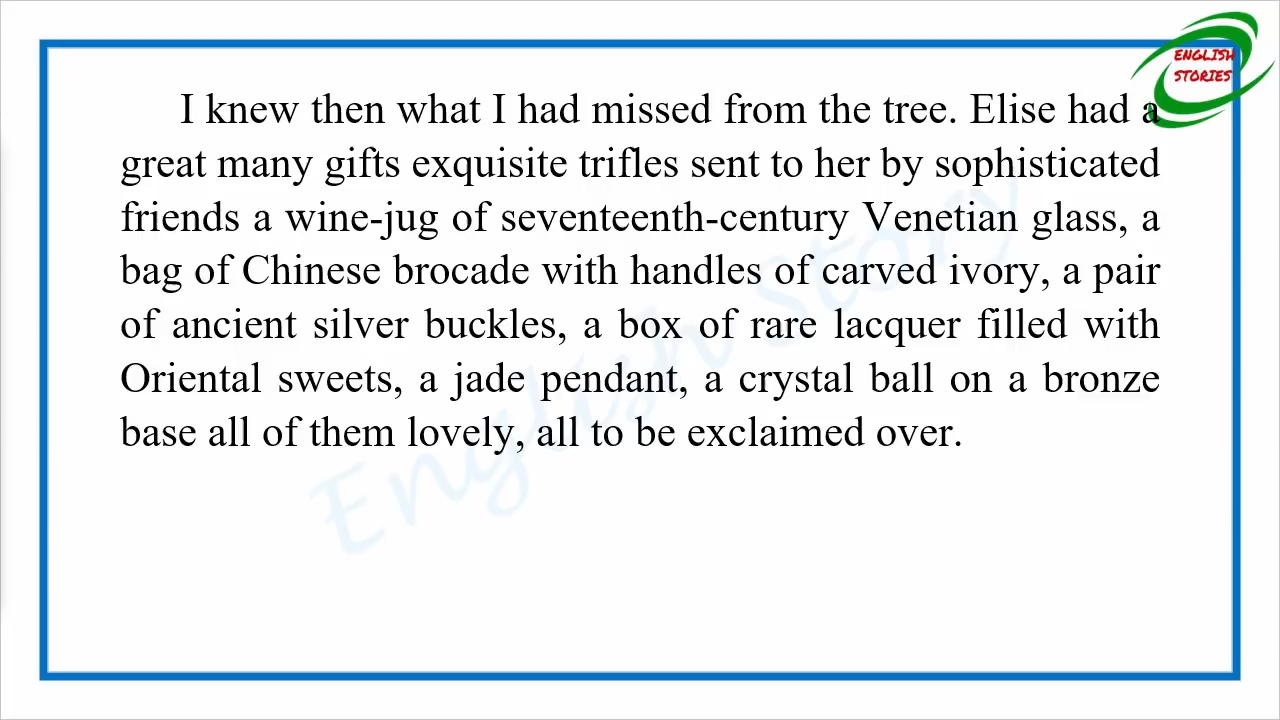 ENGLISH
STORIES
I knew then what I had missed from the tree. Elise had a
great many gifts exquisite trifles sent to her by sophisticated
friends a wine-jug of seventeenth-century Venetian glass, a
bag of Chinese brocade with handles of carved ivory, a pair
of ancient silver buckles, a box of rare lacquer filled with
Oriental sweets, a jade pendant, a crystal ball on a bronze
base all of them lovely, all to be exclaimed over.
English Story